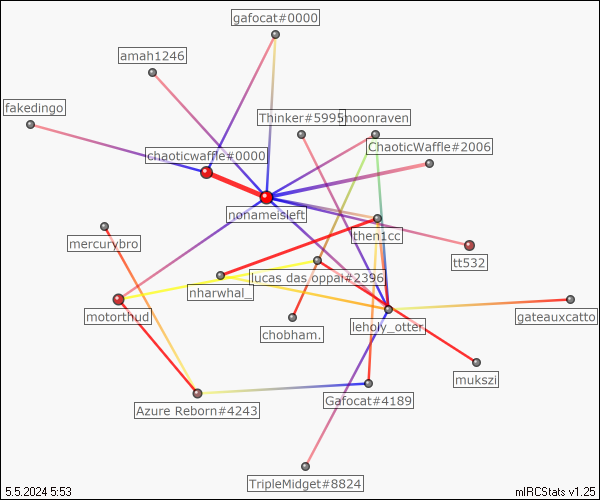 gafocat#0000
amah1246
fakedingo
Thinker#5995
noonraven
ChaoticWaffle#2006
chaoticwaffle#0000
nonameisleft
mercurybro
then1cc
tt532
lucas das oppai#2396
nharwhal_
motorthud
chobham.
leholy_otter
gateauxcatto
mukszi
Gafocat#4189
Azure Reborn#4243
TripleMidget#8824
5.5.2024 5:53
mIRCStats v1.25